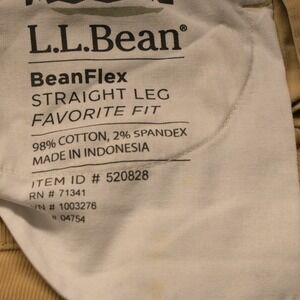 L.L.Bean®
BeanFlex
STRAIGHT LEG
FAVORITE FIT
98% COTTON, 2% SPANDEX
MADE IN INDONESIA
ITEM ID # 520828
RN # 71341
# 1003276
# 04754